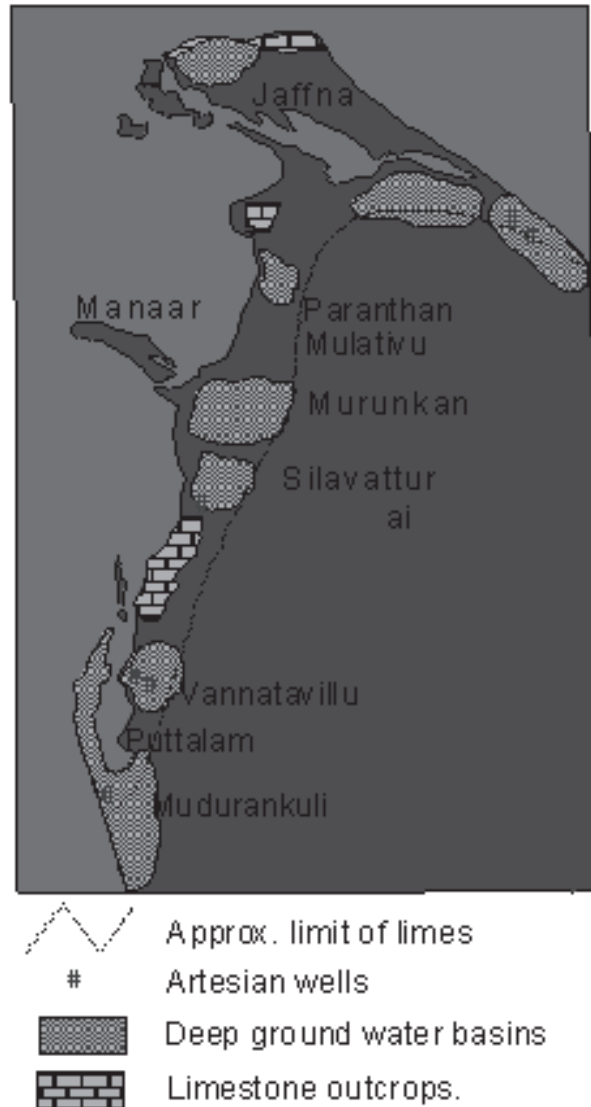 Jaffna
Manaar
Paranthan
Mulativu
Murunkan
Silavattur
ai
Vannatavillu
Puttalam
Mudurankuli
Approx. limit of limes
# Artesian wells
Deep ground water basins
Limestone outcrops.